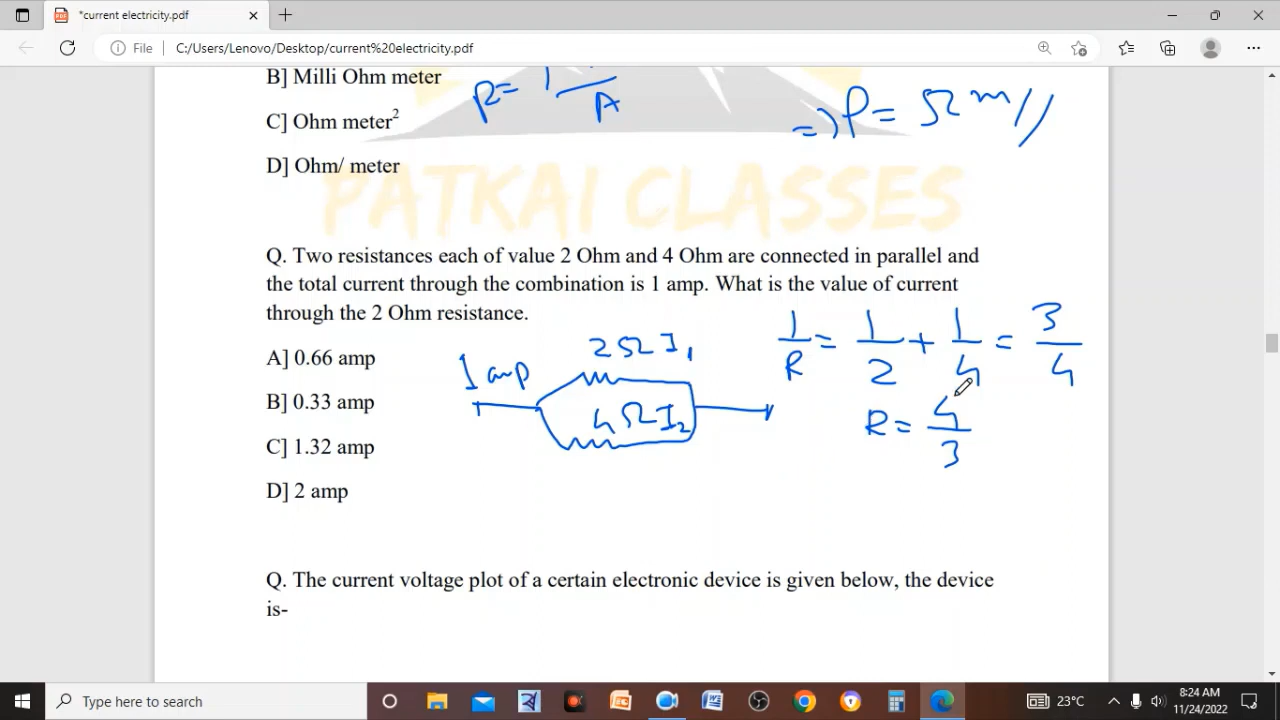 *current electricity.pdf
File C:/Users/Lenovo/Desktop/current%20electricity.pdf
B] Milli Ohm meter
C] Ohm meter²
D] Ohm/ meter
R= A
=> ρ = Ωm //
PATKAI CLASSES
Q. Two resistances each of value 2 Ohm and 4 Ohm are connected in parallel and
the total current through the combination is 1 amp. What is the value of current
through the 2 Ohm resistance.
A] 0.66 amp
B] 0.33 amp
C] 1.32 amp
D] 2 amp
1 amp
2Ω I₁
4Ω I₂
1/R = 1/2 + 1/4 = 3/4
R = 4/3
Q. The current voltage plot of a certain electronic device is given below, the device
is-
Type here to search
23°C
8:24 AM
11/24/2022